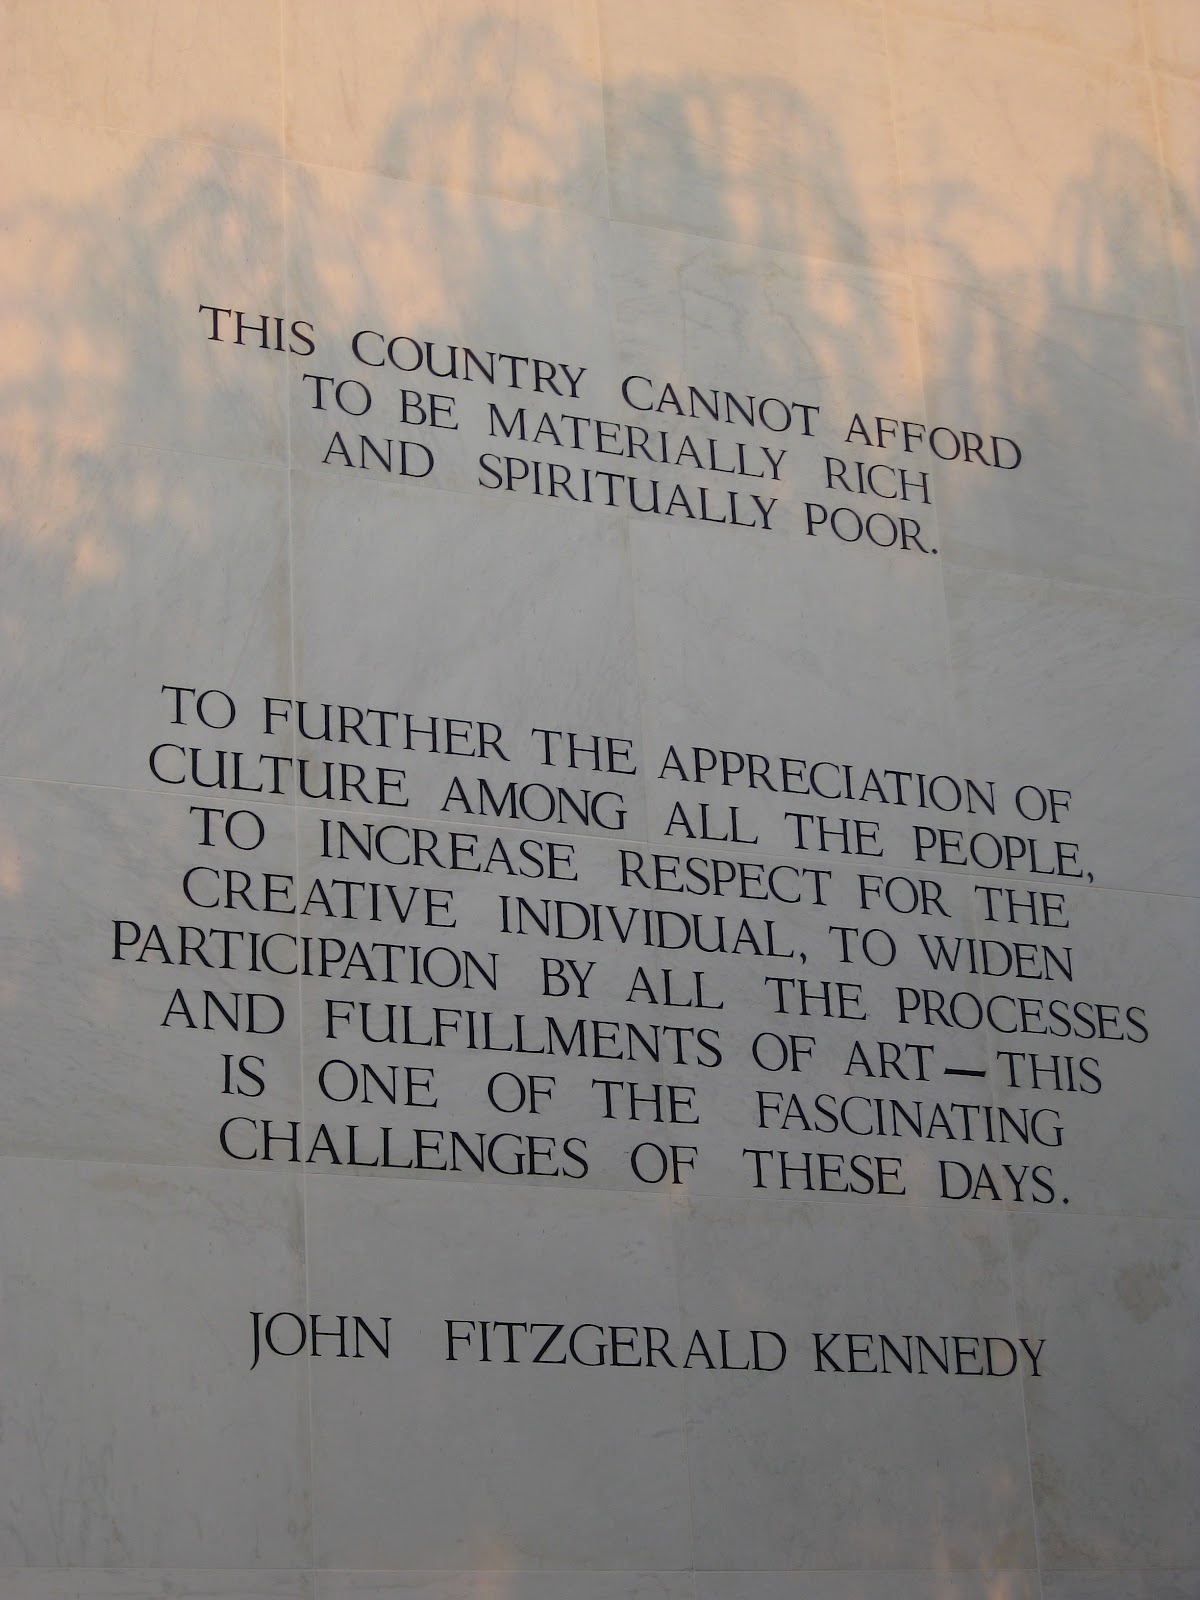 THIS COUNTRY CANNOT AFFORD
TO BE MATERIALLY RICH
AND SPIRITUALLY POOR.
TO FURTHER THE APPRECIATION OF
CULTURE AMONG ALL THE PEOPLE,
TO INCREASE RESPECT FOR THE
CREATIVE INDIVIDUAL, TO WIDEN
PARTICIPATION BY ALL THE PROCESSES
AND FULFILLMENTS OF ART—THIS
IS ONE OF THE FASCINATING
CHALLENGES OF THESE DAYS.
JOHN FITZGERALD KENNEDY